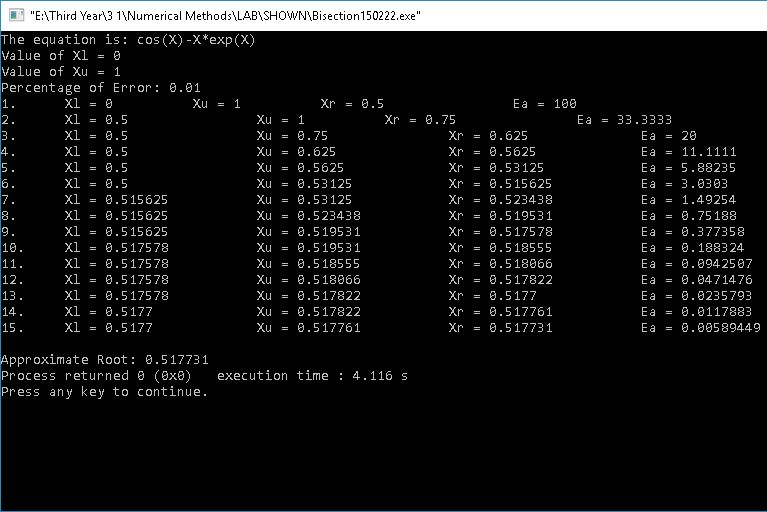 "E:\Third Year\3 1\Numerical Methods\LAB\SHOWN\Bisection150222.exe"
The equation is: cos(X)-X*exp(X)
Value of Xl = 0
Value of Xu = 1
Percentage of Error: 0.01
1. Xl = 0 Xu = 1 Xr = 0.5 Ea = 100
2. Xl = 0.5 Xu = 1 Xr = 0.75 Ea = 33.3333
3. Xl = 0.5 Xu = 0.75 Xr = 0.625 Ea = 20
4. Xl = 0.5 Xu = 0.625 Xr = 0.5625 Ea = 11.1111
5. Xl = 0.5 Xu = 0.5625 Xr = 0.53125 Ea = 5.88235
6. Xl = 0.5 Xu = 0.53125 Xr = 0.515625 Ea = 3.0303
7. Xl = 0.515625 Xu = 0.53125 Xr = 0.523438 Ea = 1.49254
8. Xl = 0.515625 Xu = 0.523438 Xr = 0.519531 Ea = 0.75188
9. Xl = 0.515625 Xu = 0.519531 Xr = 0.517578 Ea = 0.377358
10. Xl = 0.517578 Xu = 0.519531 Xr = 0.518555 Ea = 0.188324
11. Xl = 0.517578 Xu = 0.518555 Xr = 0.518066 Ea = 0.0942507
12. Xl = 0.517578 Xu = 0.518066 Xr = 0.517822 Ea = 0.0471476
13. Xl = 0.517578 Xu = 0.517822 Xr = 0.5177 Ea = 0.0235793
14. Xl = 0.5177 Xu = 0.517822 Xr = 0.517761 Ea = 0.0117883
15. Xl = 0.5177 Xu = 0.517761 Xr = 0.517731 Ea = 0.00589449
Approximate Root: 0.517731
Process returned 0 (0x0) execution time : 4.116 s
Press any key to continue.